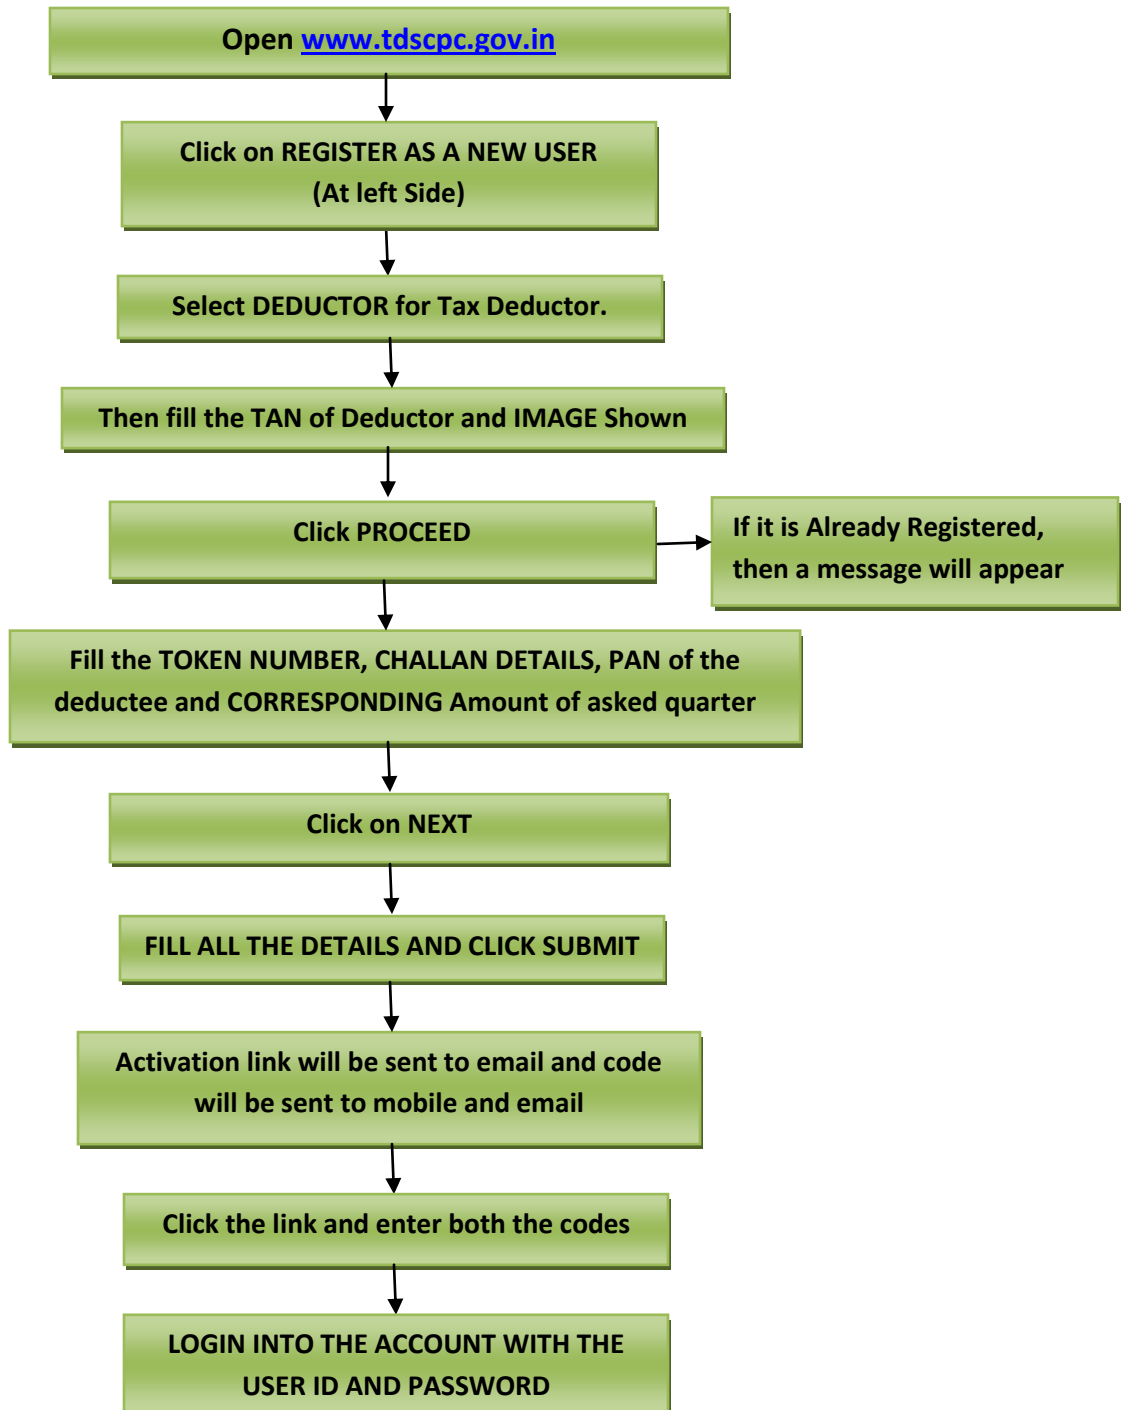 Open www.tdscpc.gov.in
Click on REGISTER AS A NEW USER
(At left Side)
Select DEDUCTOR for Tax Deductor.
Then fill the TAN of Deductor and IMAGE Shown
Click PROCEED
If it is Already Registered,
then a message will appear
Fill the TOKEN NUMBER, CHALLAN DETAILS, PAN of the
deductee and CORRESPONDING Amount of asked quarter
Click on NEXT
FILL ALL THE DETAILS AND CLICK SUBMIT
Activation link will be sent to email and code
will be sent to mobile and email
Click the link and enter both the codes
LOGIN INTO THE ACCOUNT WITH THE
USER ID AND PASSWORD